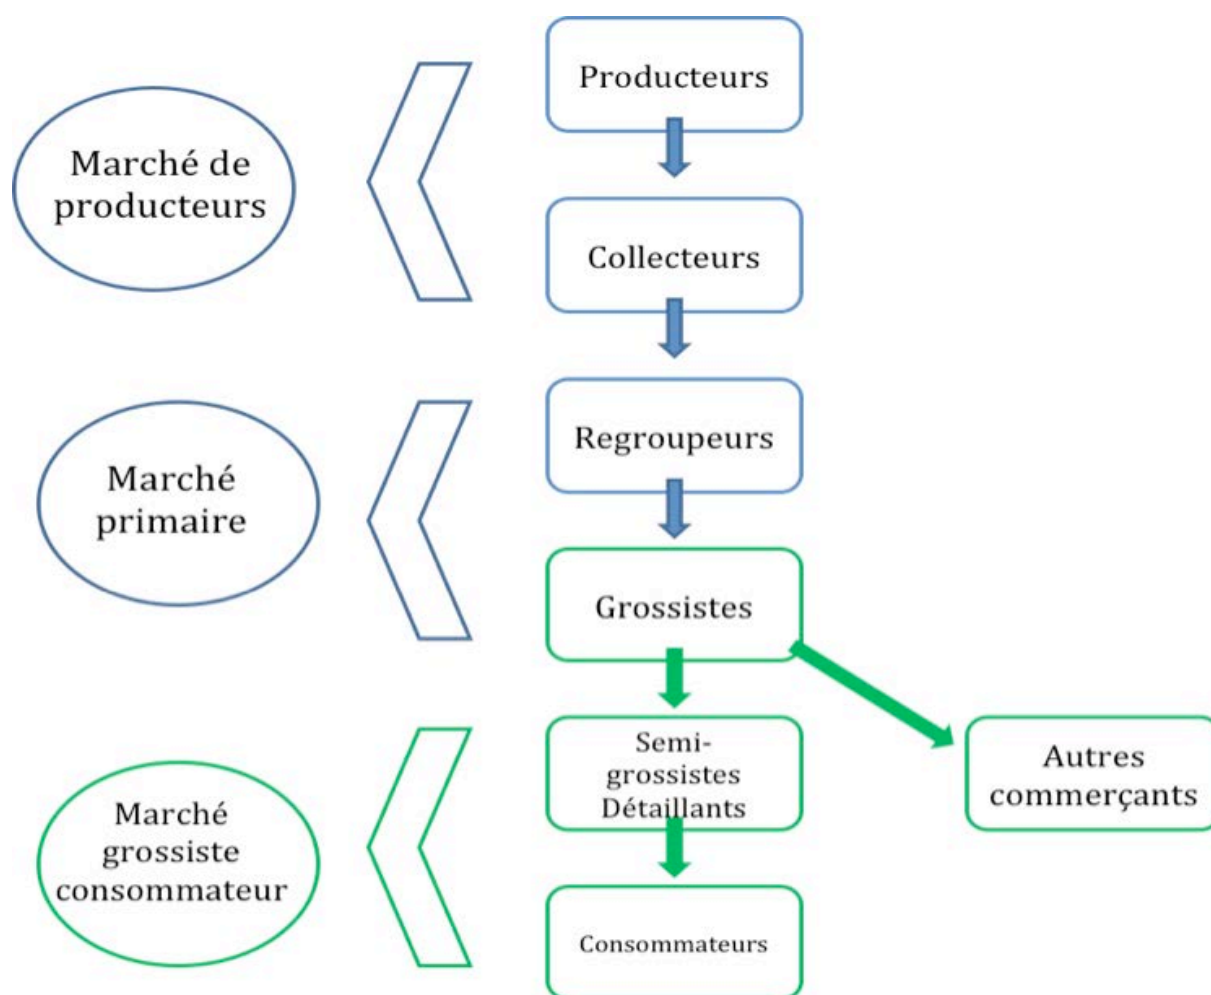 Producteurs
Marché de
producteurs
Collecteurs
Regroupeurs
Marché
primaire
Grossistes
Semi-
grossistes
Détaillants
Autres
commerçants
Marché
grossiste
consommateur
Consommateurs